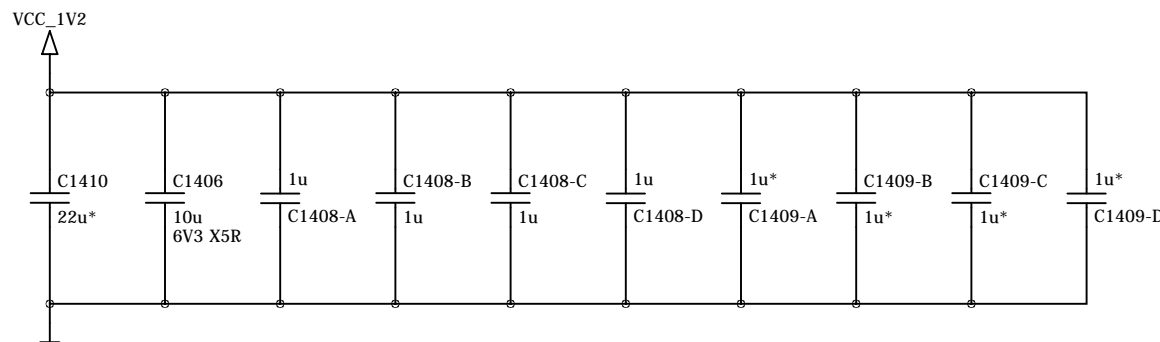 VCC_1V2
C1410
22u*
C1406
10u
6V3 X5R
1u
C1408-A
C1408-B
1u
C1408-C
1u
1u
C1408-D
1u*
C1409-A
C1409-B
1u*
C1409-C
1u*
1u*
C1409-D